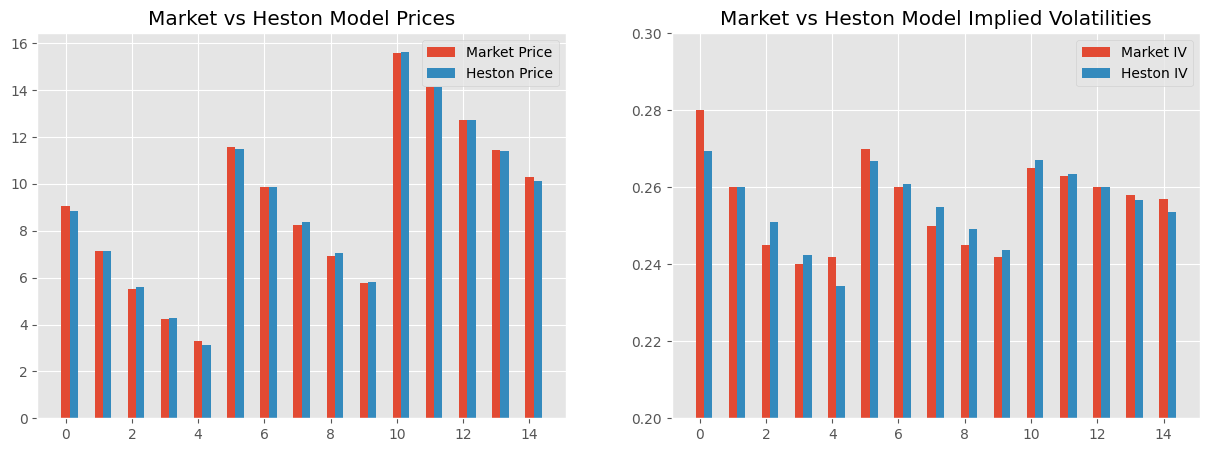 Market vs Heston Model Prices
16
14
12
10
8
6
4
2
0
0 2 4 6 8 10 12 14
Market Price
Heston Price
Market vs Heston Model Implied Volatilities
0.30
0.28
0.26
0.24
0.22
0.20
0 2 4 6 8 10 12 14
Market IV
Heston IV